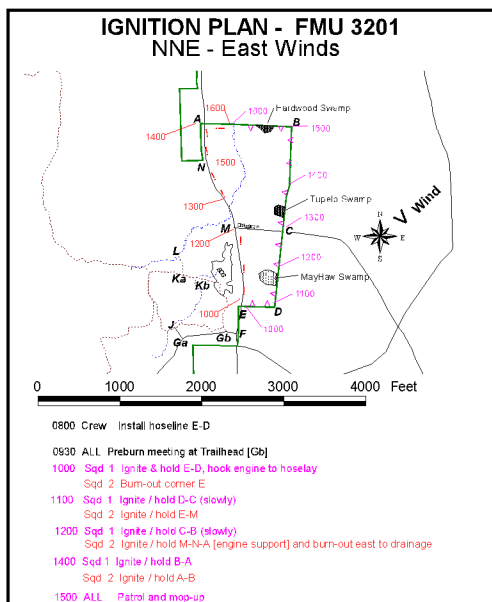 IGNITION PLAN - FMU 3201
NNE - East Winds
Hardwood Swamp
1600
1600
A
B
1400
1500
N
1500
1400
1300
Tupelo Swamp
Wind
M
1300
C
1200
N
W
E
S
L
1200
Ka
Kb
MayHaw Swamp
1100
1000
E
D
J
1000
Ga
Gb
F
0 1000 2000 3000 4000 Feet
0800 Crew Install hoseline E-D
0930 ALL Preburn meeting at Trailhead [Gb]
1000 Sqd 1 Ignite & hold E-D, hook engine to hoselay
Sqd 2 Burn-out corner E
1100 Sqd 1 Ignite / hold D-C (slowly)
Sqd 2 Ignite / hold E-M
1200 Sqd 1 Ignite / hold C-B (slowly)
Sqd 2 Ignite / hold M-N-A [engine support] and burn-out east to drainage
1400 Sqd 1 Ignite / hold B-A
Sqd 2 Ignite / hold A-B
1500 ALL Patrol and mop-up